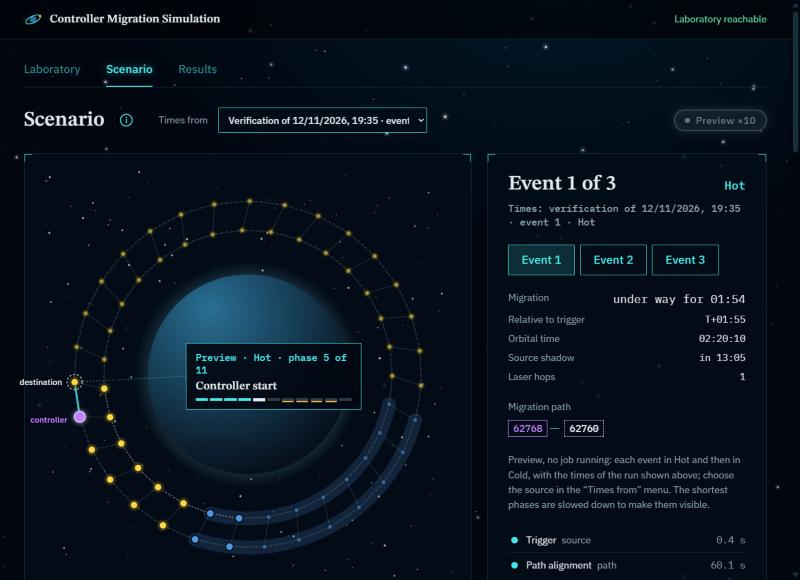 Controller Migration Simulation
Laboratory reachable
Laboratory
Scenario
Results
Scenario
Times from
Verification of 12/11/2026, 19:35 · event
Preview ×10
destination
controller
Preview · Hot · phase 5 of
11
Controller start
Event 1 of 3
Hot
Times: verification of 12/11/2026, 19:35
· event 1 · Hot
Event 1
Event 2
Event 3
Migration
under way for 01:54
Relative to trigger
T+01:55
Orbital time
02:20:10
Source shadow
in 13:05
Laser hops
1
Migration path
62768 — 62760
Preview, no job running: each event in Hot and then in
Cold, with the times of the run shown above; choose
the source in the “Times from” menu. The shortest
phases are slowed down to make them visible.
Trigger source
0.4 s
Path alignment path
60.1 s